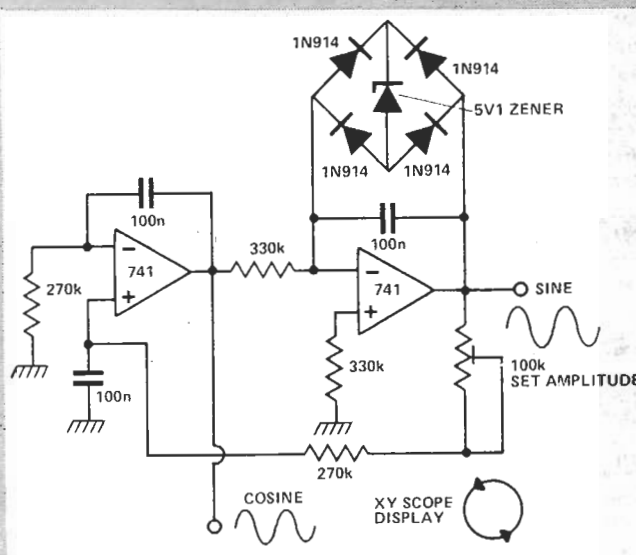 1N914
1N914
5V1 ZENER
1N914
1N914
100n
100n
−
741
+
270k
330k
−
741
+
SINE
100k
SET AMPLITUDE
330k
100n
270k
COSINE
XY SCOPE
DISPLAY